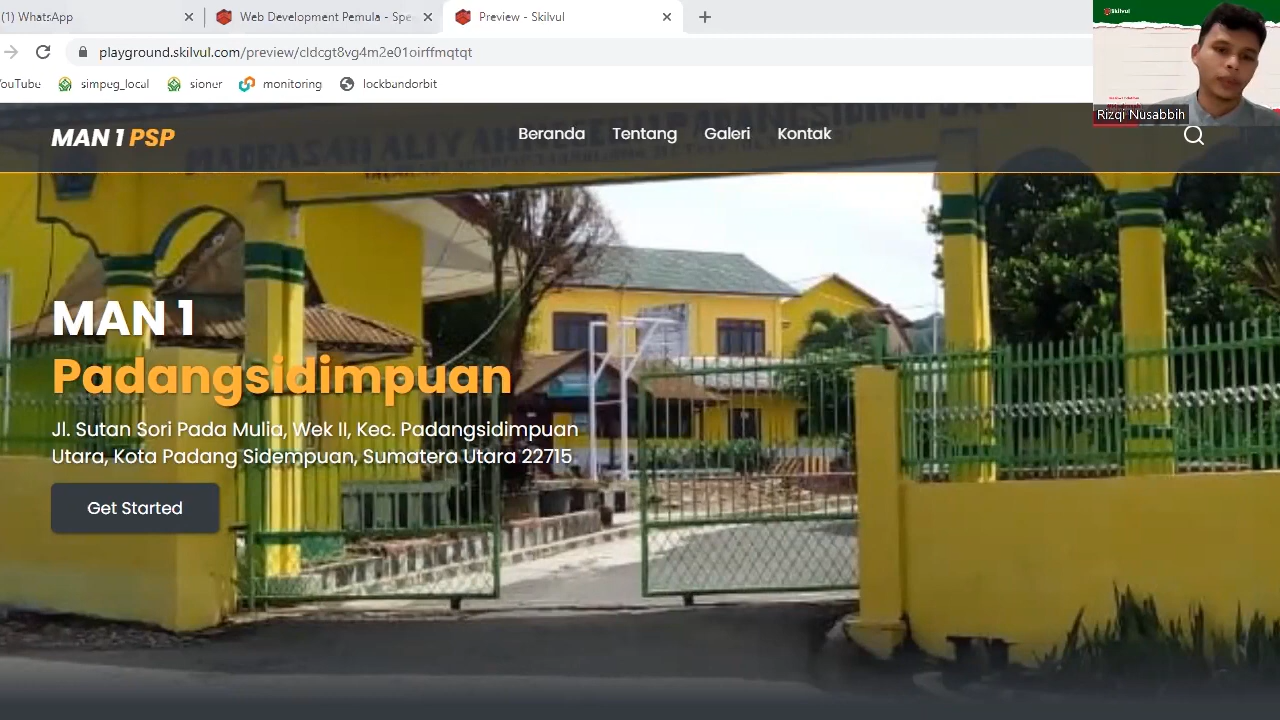 (1) WhatsApp
Web Development Pemula - Spe
Preview - Skilvul
playground.skilvul.com/preview/cldcgt8vg4m2e01oirffmqtqt
ouTube
simpeg_local
sioner
monitoring
lockbandorbit
Skilvul
Rizqi Nusabbih
MAN 1 PSP
Beranda
Tentang
Galeri
Kontak
MAN 1
Padangsidimpuan
Jl. Sutan Sori Pada Mulia, Wek II, Kec. Padangsidimpuan
Utara, Kota Padang Sidempuan, Sumatera Utara 22715
Get Started